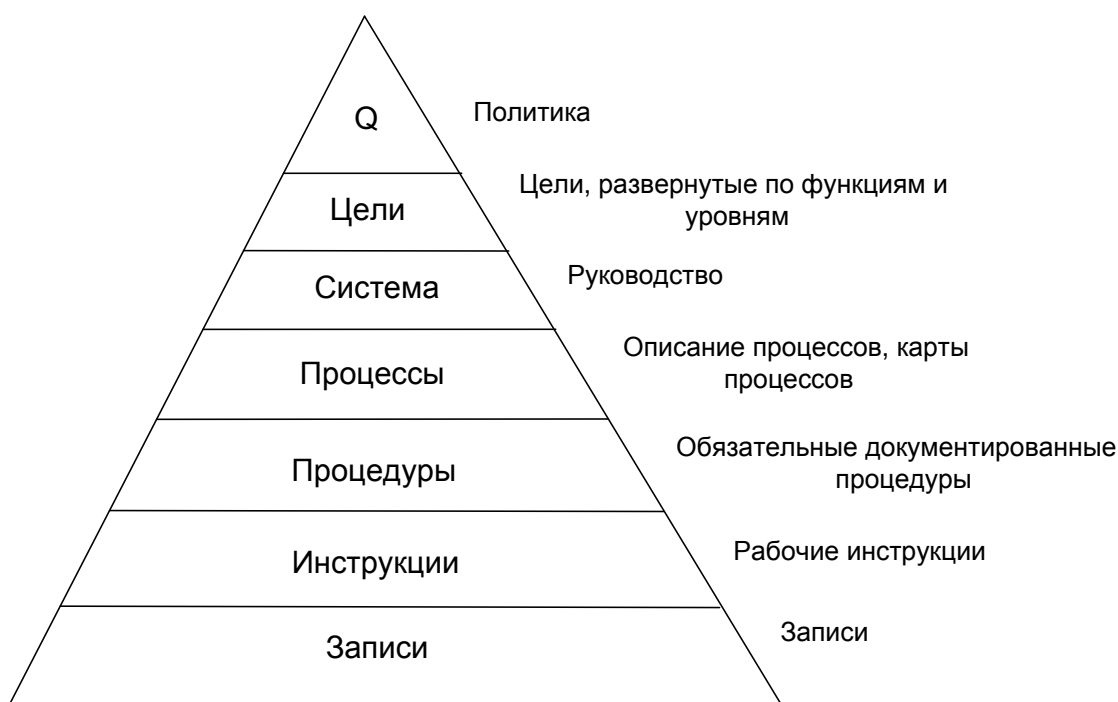 Q
Политика
Цели
Цели, развернутые по функциям и
уровням
Система
Руководство
Процессы
Описание процессов, карты
процессов
Процедуры
Обязательные документированные
процедуры
Инструкции
Рабочие инструкции
Записи
Записи